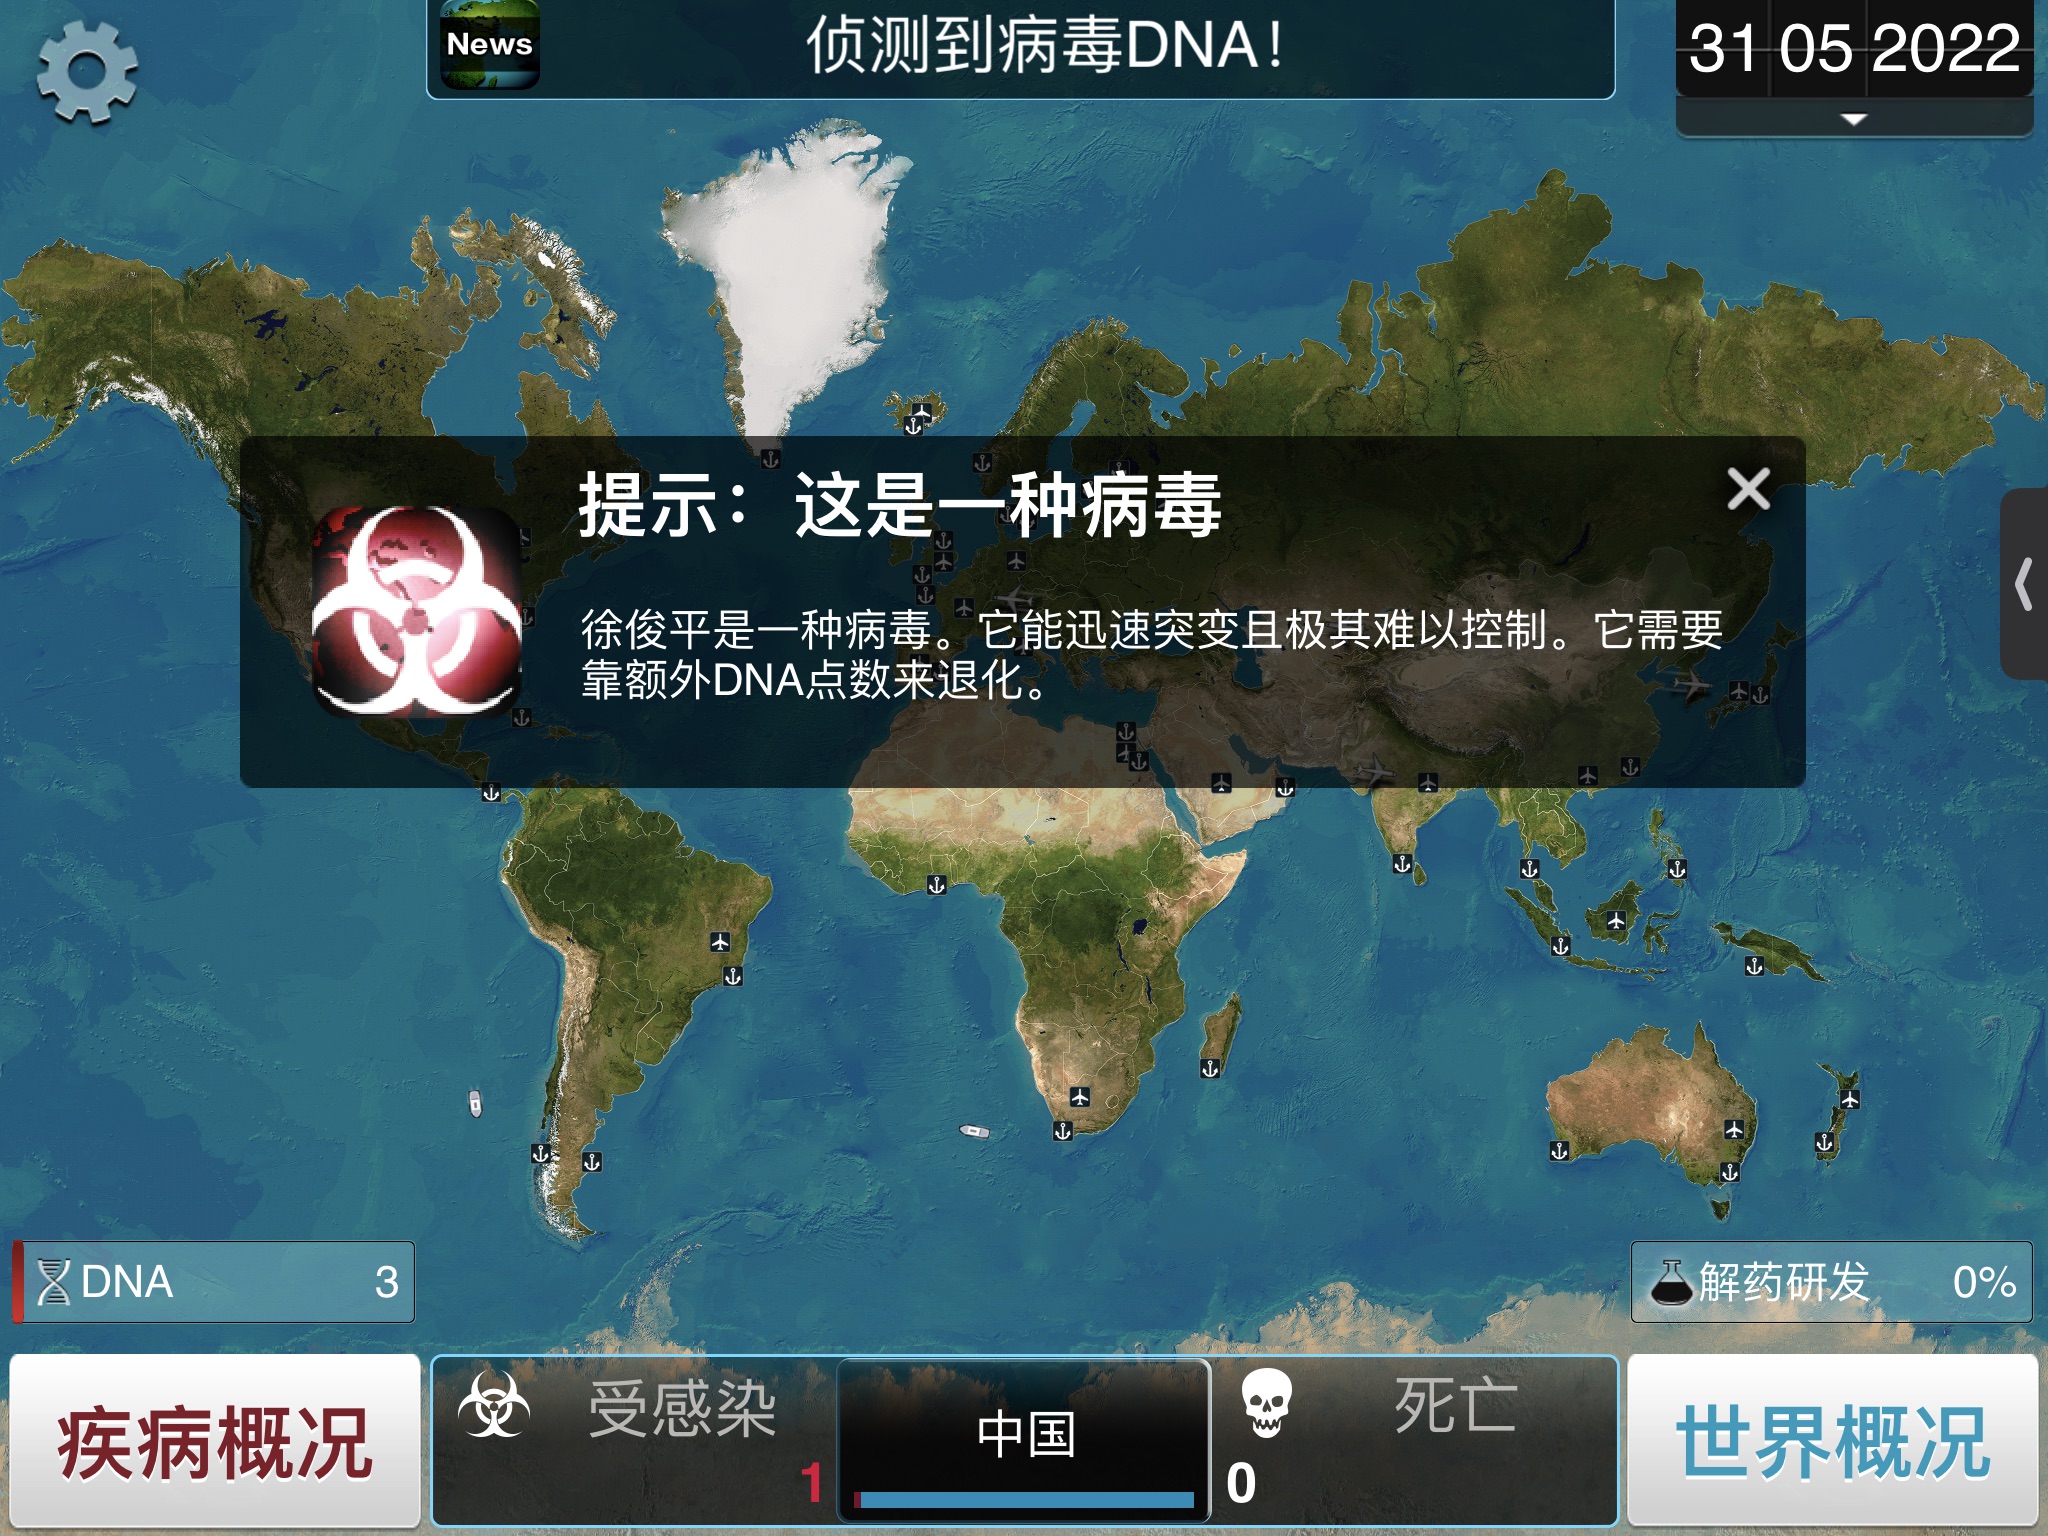 News
侦测到病毒DNA！
31 05 2022
提示：这是一种病毒
徐俊平是一种病毒。它能迅速突变且极其难以控制。它需要
靠额外DNA点数来退化。
DNA 3
解药研发 0%
疾病概况
受感染
1
中国
死亡
0
世界概况